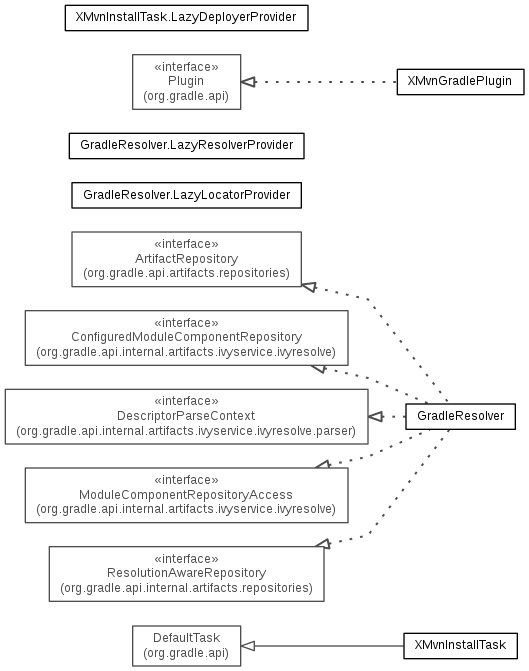 XMvnInstallTask.LazyDeployerProvider
«interface»
Plugin
(org.gradle.api)
XMvnGradlePlugin
GradleResolver.LazyResolverProvider
GradleResolver.LazyLocatorProvider
«interface»
ArtifactRepository
(org.gradle.api.artifacts.repositories)
«interface»
ConfiguredModuleComponentRepository
(org.gradle.api.internal.artifacts.ivyservice.ivyresolve)
«interface»
DescriptorParseContext
(org.gradle.api.internal.artifacts.ivyservice.ivyresolve.parser)
GradleResolver
«interface»
ModuleComponentRepositoryAccess
(org.gradle.api.internal.artifacts.ivyservice.ivyresolve)
«interface»
ResolutionAwareRepository
(org.gradle.api.internal.artifacts.repositories)
DefaultTask
(org.gradle.api)
XMvnInstallTask